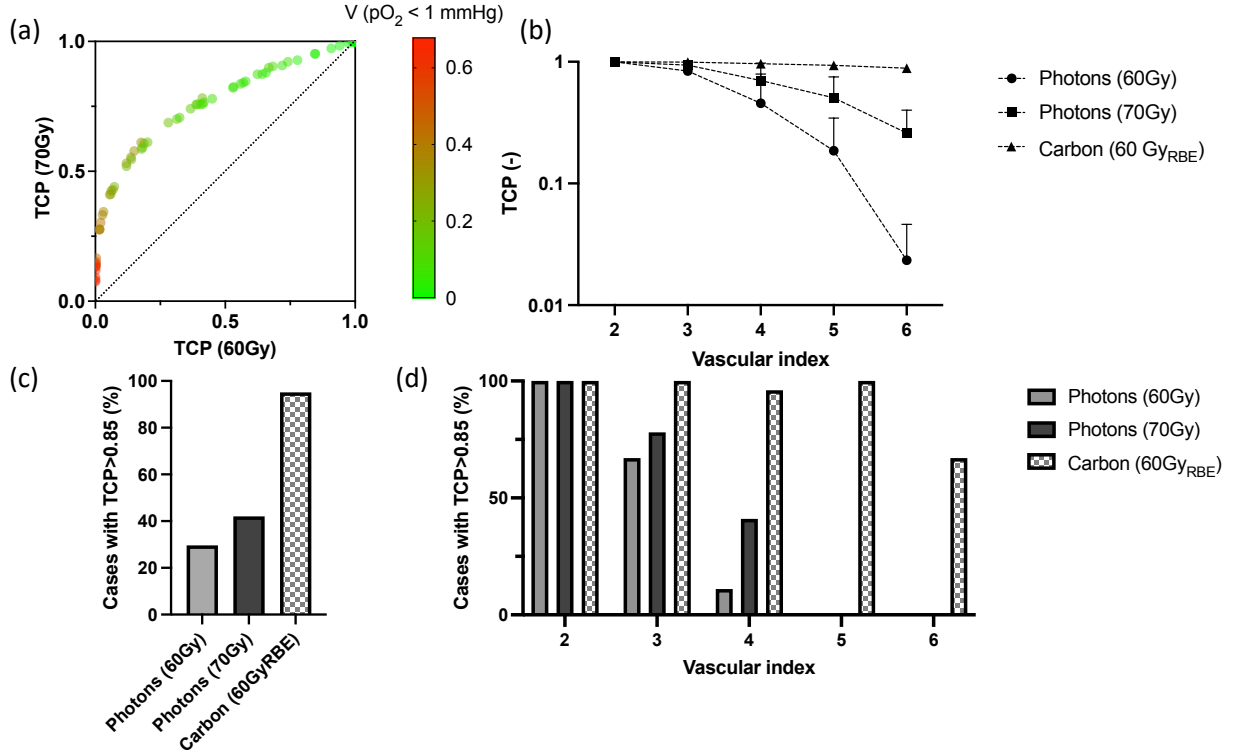 (a)
V (pO2 < 1 mmHg)
1.0
0.5
0.0
TCP (70Gy)
0.0
0.5
1.0
TCP (60Gy)
0.6
0.4
0.2
0
(b)
1
0.1
0.01
TCP (-)
2
3
4
5
6
Vascular index
Photons (60Gy)
Photons (70Gy)
Carbon (60 GyRBE)
(c)
100
80
60
40
20
0
Cases with TCP>0.85 (%)
Photons (60Gy)
Photons (70Gy)
Carbon (60GyRBE)
(d)
100
50
0
Cases with TCP>0.85 (%)
2
3
4
5
6
Vascular index
Photons (60Gy)
Photons (70Gy)
Carbon (60GyRBE)